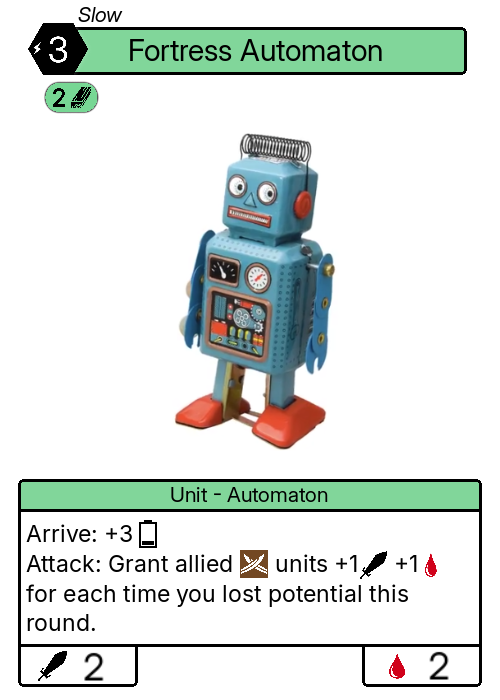 Slow
3 Fortress Automaton
2
Unit - Automaton
Arrive: +3
Attack: Grant allied units +1 +1
for each time you lost potential this
round.
2 2